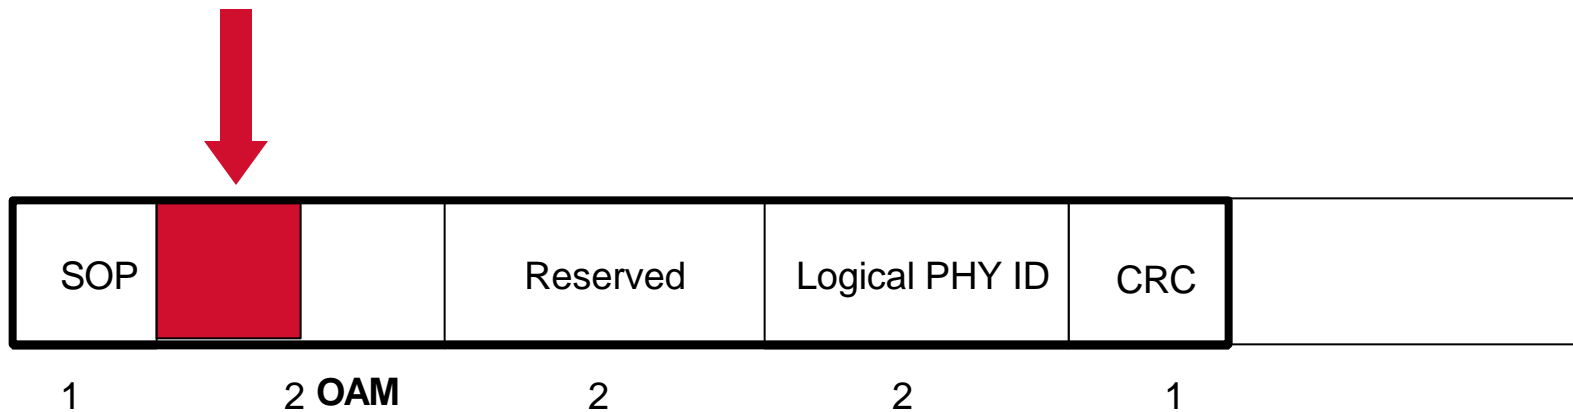 SOP Reserved Logical PHY ID CRC
1 2 OAM 2 2 1